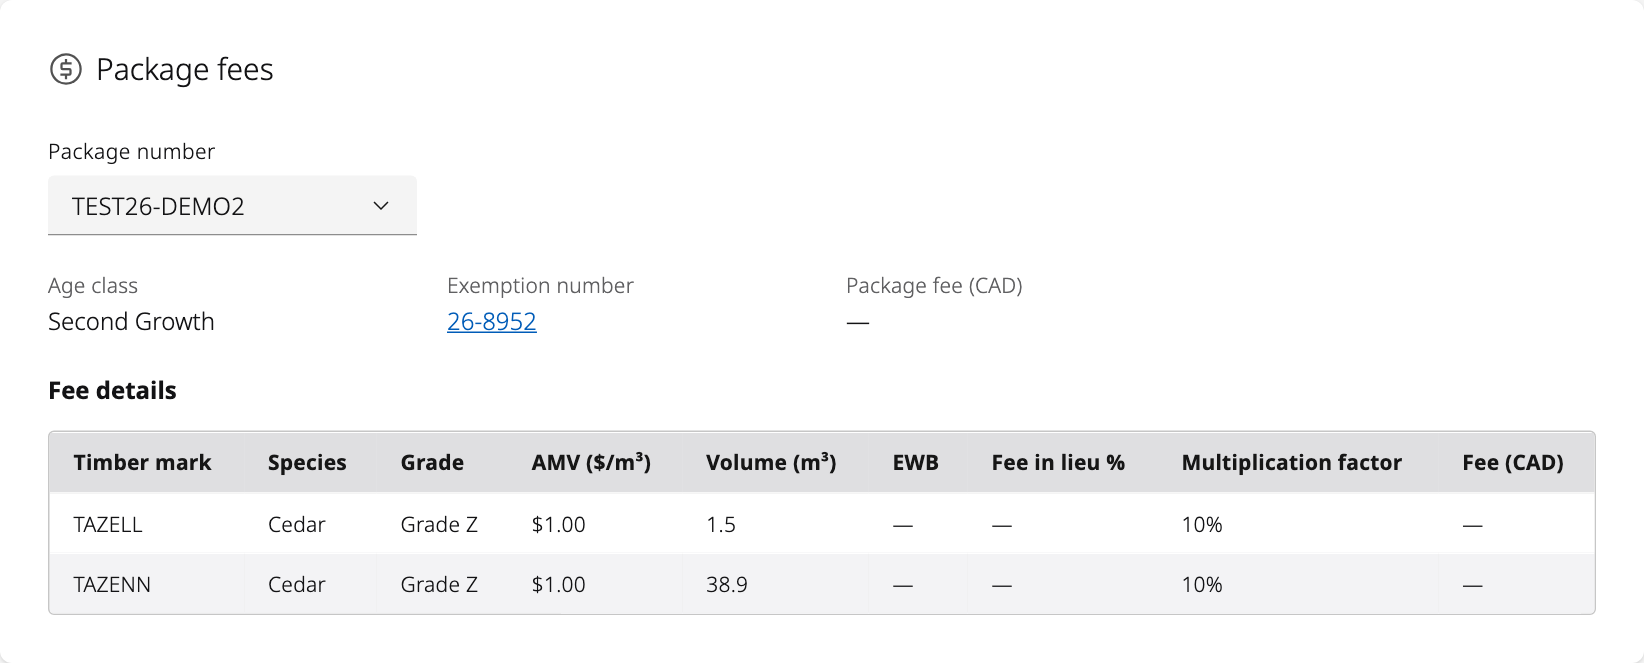 Package fees
Package number
TEST26-DEMO2
Age class Exemption number Package fee (CAD)
Second Growth 26-8952 —
Fee details
Timber mark Species Grade AMV ($/m³) Volume (m³) EWB Fee in lieu % Multiplication factor Fee (CAD)
TAZELL Cedar Grade Z $1.00 1.5 — — 10% —
TAZENN Cedar Grade Z $1.00 38.9 — — 10% —